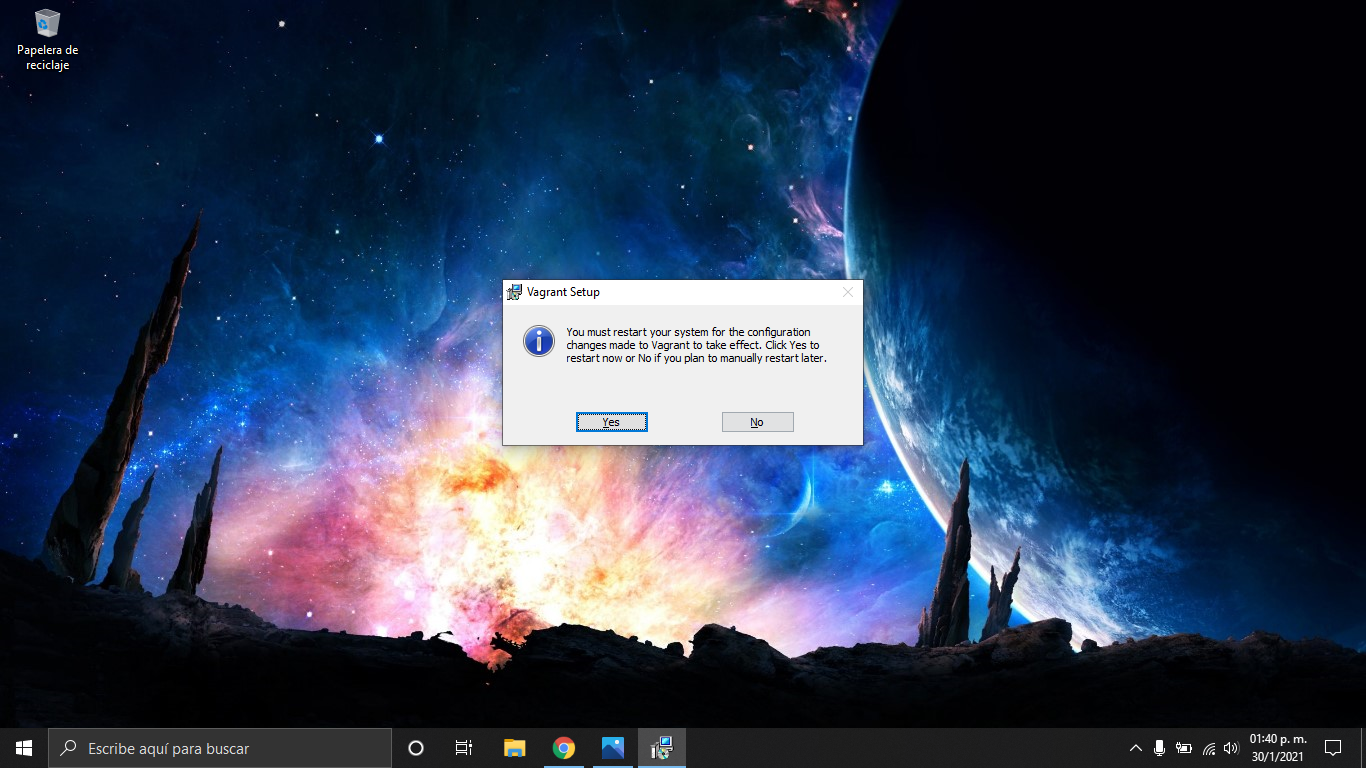 Papelera de
reciclaje
Vagrant Setup
You must restart your system for the configuration
changes made to Vagrant to take effect. Click Yes to
restart now or No if you plan to manually restart later.
Yes
No
Escribe aquí para buscar
01:40 p. m.
30/1/2021